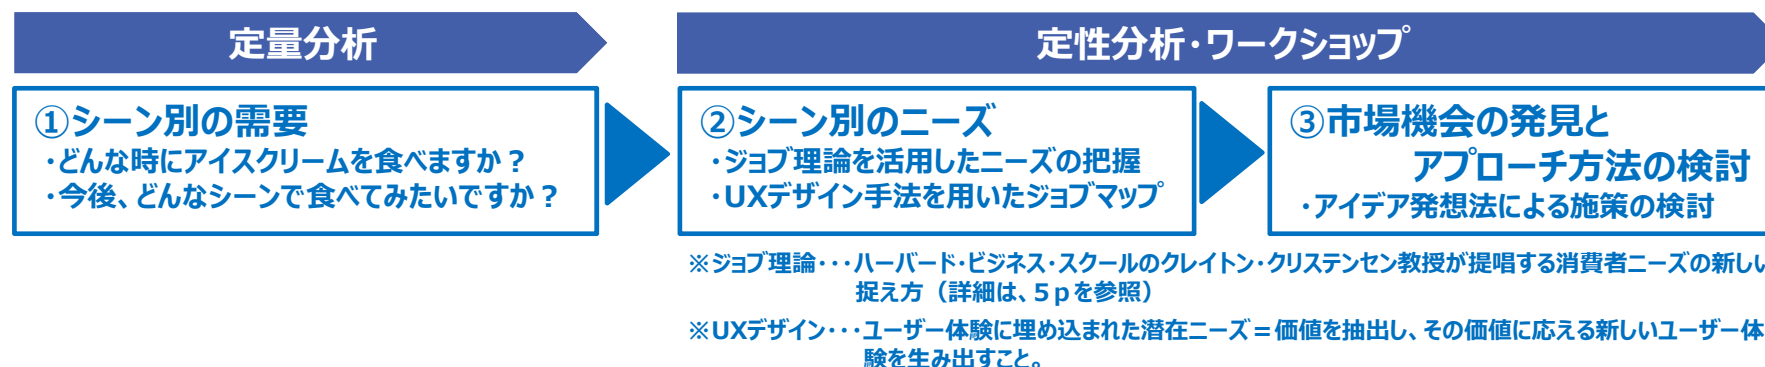 定量分析
定性分析・ワークショップ
①シーン別の需要
・どんな時にアイスクリームを食べますか？
・今後、どんなシーンで食べてみたいですか？
②シーン別のニーズ
・ジョブ理論を活用したニーズの把握
・UXデザイン手法を用いたジョブマップ
③市場機会の発見と
アプローチ方法の検討
・アイデア発想法による施策の検討
※ジョブ理論・・・ハーバード・ビジネス・スクールのクレイトン・クリステンセン教授が提唱する消費者ニーズの新しい
捉え方（詳細は、5ｐを参照）
※UXデザイン・・・ユーザー体験に埋め込まれた潜在ニーズ＝価値を抽出し、その価値に応える新しいユーザー体
験を生み出すこと。